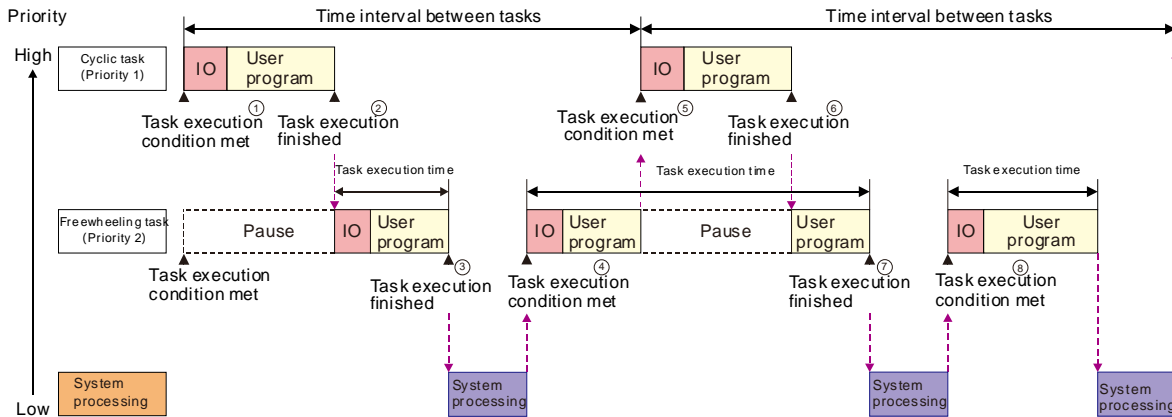 Priority
Time interval between tasks
Time interval between tasks
High
Cyclic task
(Priority 1)
IO
User
program
IO
User
program
①
Task execution
condition met
②
Task execution
finished
⑤
Task execution
condition met
⑥
Task execution
finished
Task execution time
Task execution time
Task execution time
Freewheeling task
(Priority 2)
Pause
IO
User
program
IO
User
program
Pause
User
program
IO
User
program
Task execution
condition met
③
Task execution
finished
④
Task execution
condition met
⑦
Task execution
finished
⑧
Task execution
condition met
Low
System
processing
System
processing
System
processing
System
processing